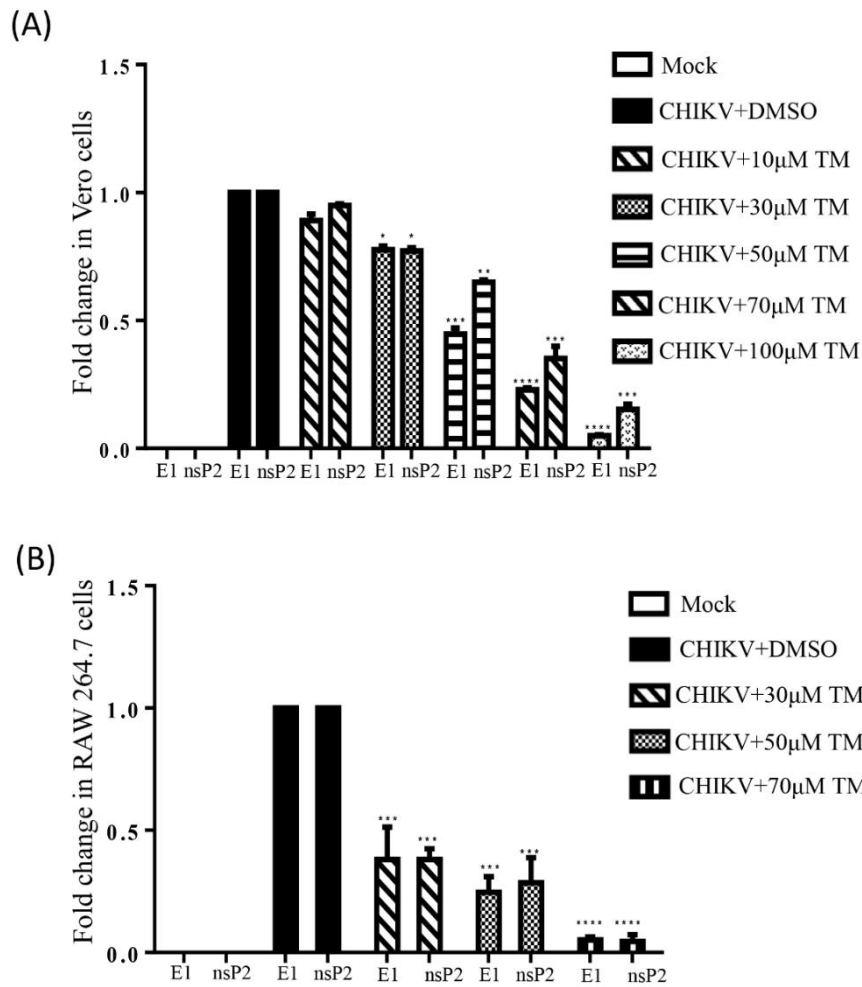 (A)
Fold change in Vero cells
1.5
1.0
0.5
0.0
* *
*** **
**** ***
**** ***
E1 nsP2 E1 nsP2 E1 nsP2 E1 nsP2 E1 nsP2 E1 nsP2 E1 nsP2
Mock
CHIKV+DMSO
CHIKV+10μM TM
CHIKV+30μM TM
CHIKV+50μM TM
CHIKV+70μM TM
CHIKV+100μM TM
(B)
Fold change in RAW 264.7 cells
1.5
1.0
0.5
0.0
*** ***
*** ***
**** ****
E1 nsP2 E1 nsP2 E1 nsP2 E1 nsP2 E1 nsP2
Mock
CHIKV+DMSO
CHIKV+30μM TM
CHIKV+50μM TM
CHIKV+70μM TM